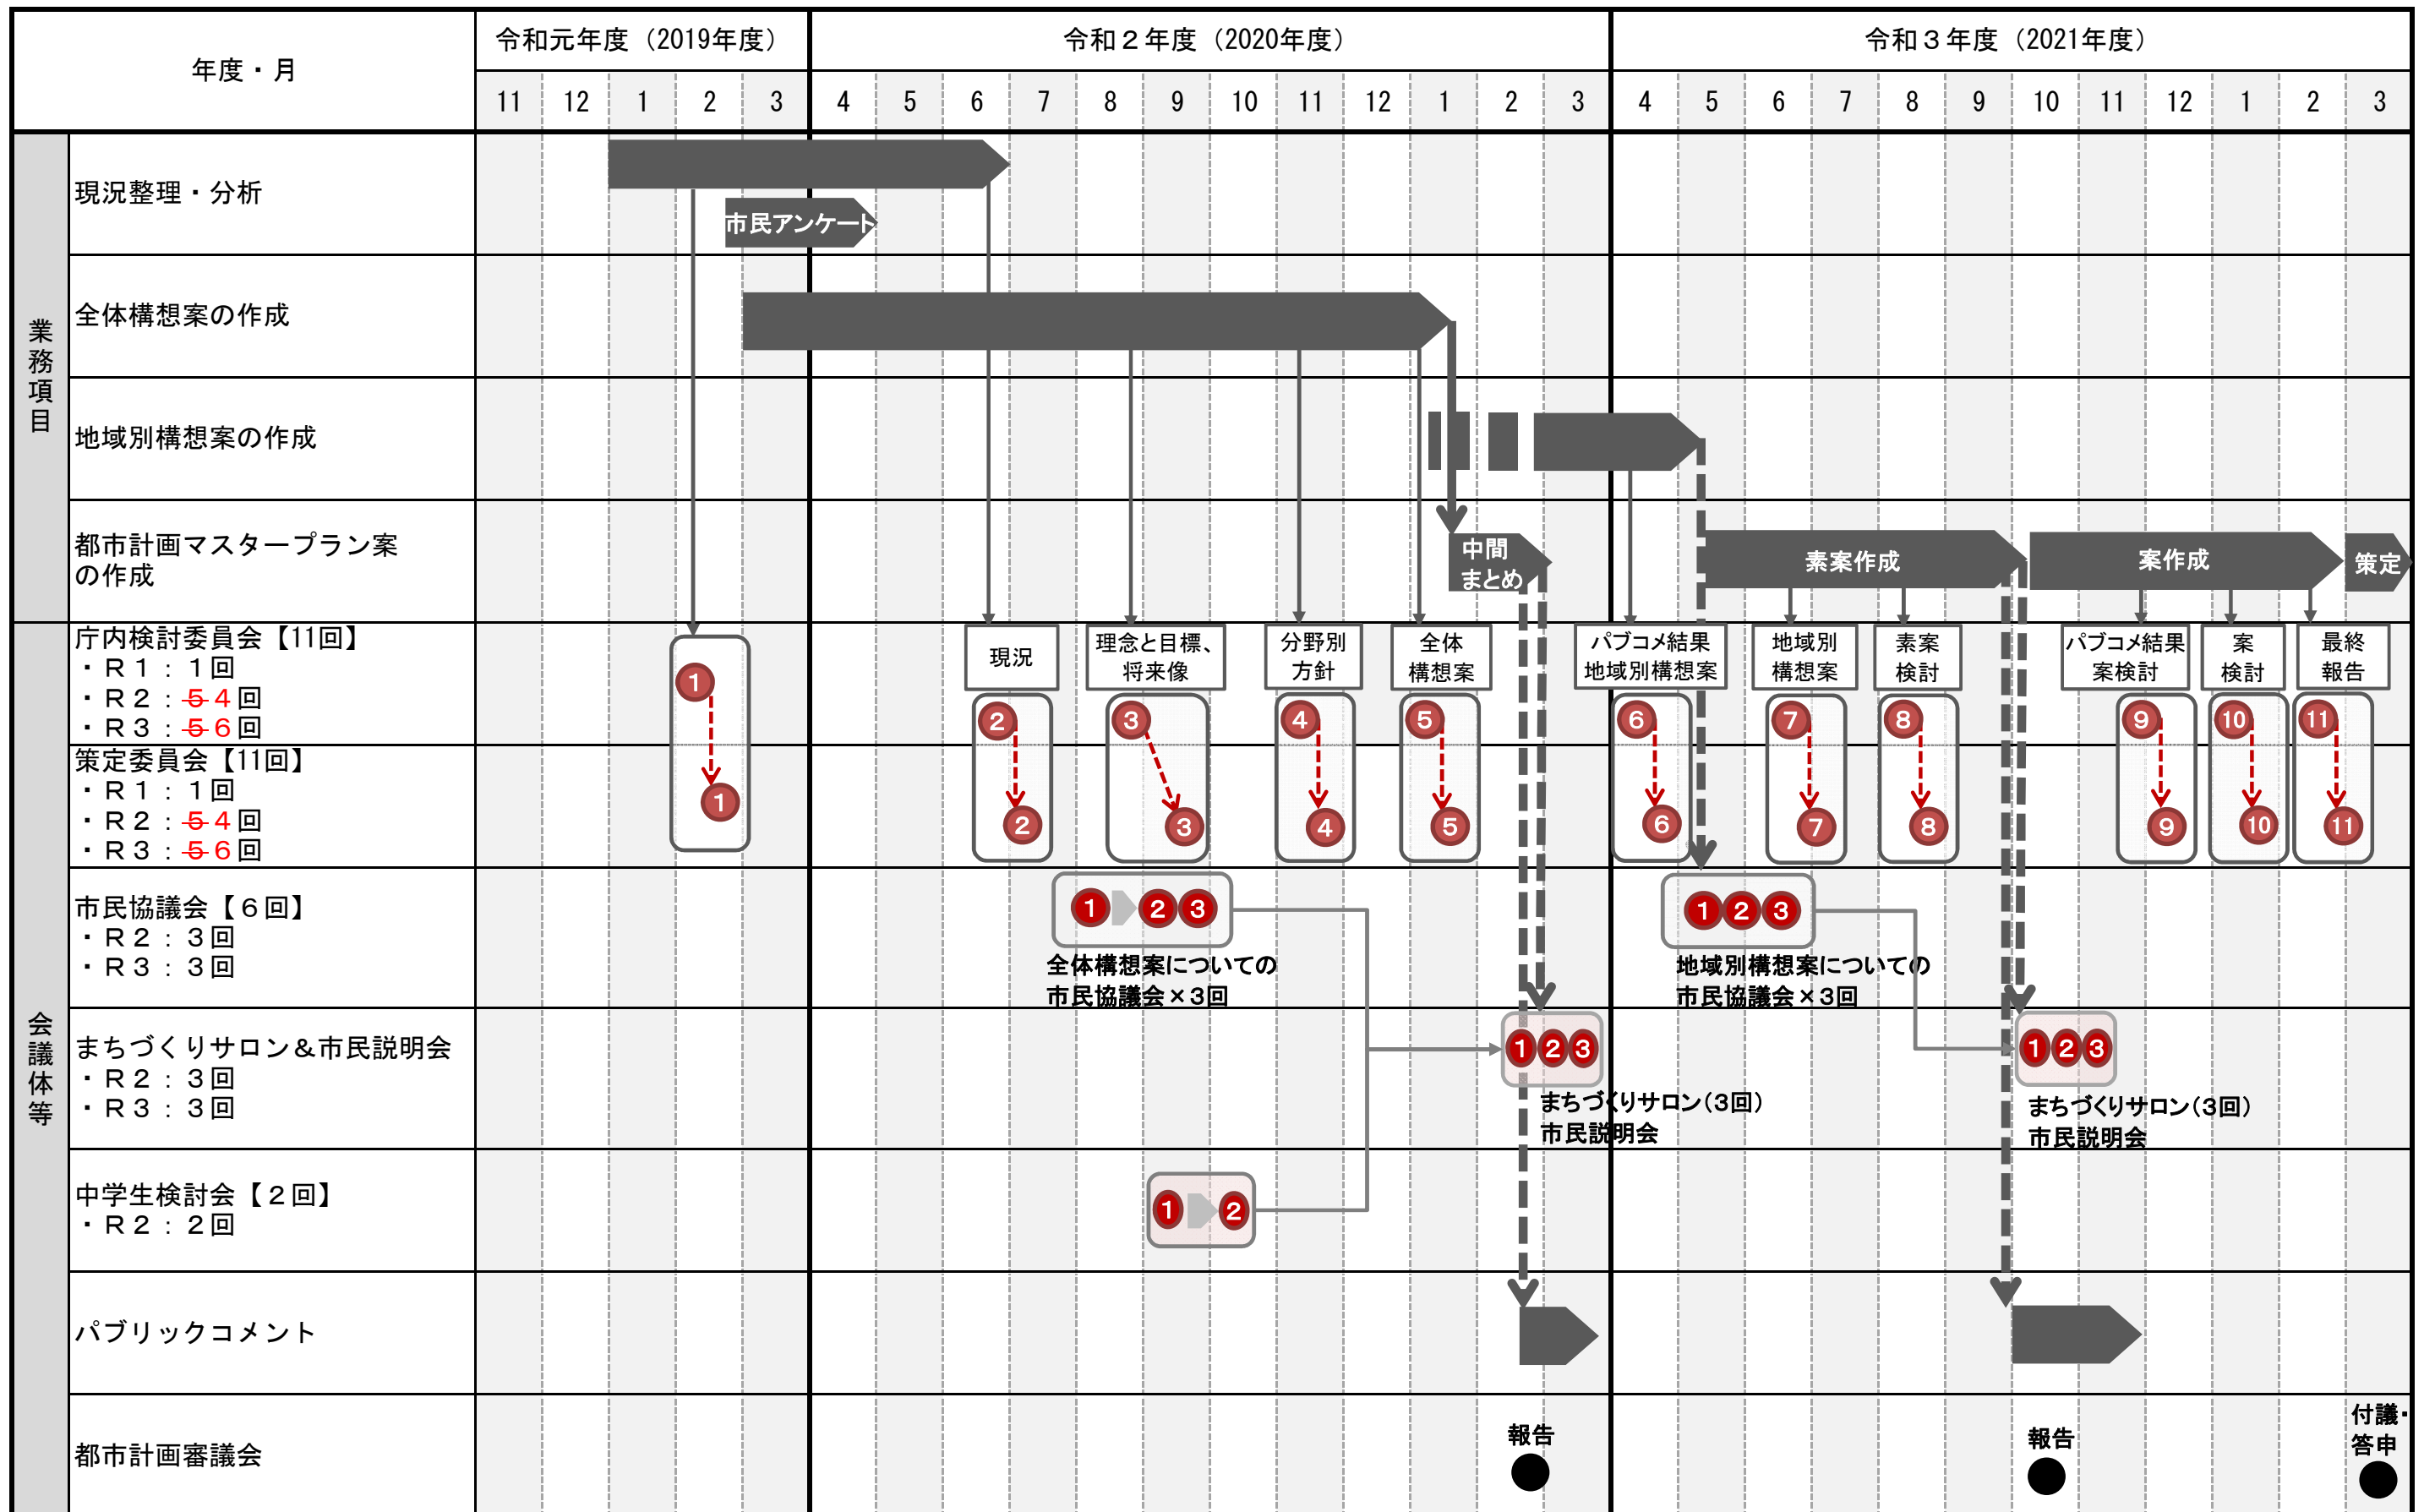 年度・月
令和元年度（2019年度）
令和２年度（2020年度）
令和３年度（2021年度）
11 12 1 2 3 4 5 6 7 8 9 10 11 12 1 2 3 4 5 6 7 8 9 10 11 12 1 2 3
業務項目
現況整理・分析
市民アンケート
全体構想案の作成
地域別構想案の作成
都市計画マスタープラン案
の作成
中間
まとめ
素案作成
案作成
策定
会議体等
庁内検討委員会【11回】
・Ｒ１：１回
・Ｒ２：５４回
・Ｒ３：５６回
現況
理念と目標、
将来像
分野別
方針
全体
構想案
パブコメ結果
地域別構想案
地域別
構想案
素案
検討
パブコメ結果
案検討
案
検討
最終
報告
1 2 3 4 5 6 7 8 9 10 11
策定委員会【11回】
・Ｒ１：１回
・Ｒ２：５４回
・Ｒ３：５６回
1 2 3 4 5 6 7 8 9 10 11
市民協議会【６回】
・Ｒ２：３回
・Ｒ３：３回
1 2 3
全体構想案についての
市民協議会×3回
1 2 3
地域別構想案についての
市民協議会×3回
まちづくりサロン＆市民説明会
・Ｒ２：３回
・Ｒ３：３回
1 2 3
まちづくりサロン（3回）
市民説明会
1 2 3
まちづくりサロン（3回）
市民説明会
中学生検討会【２回】
・Ｒ２：２回
1 2
パブリックコメント
都市計画審議会
報告
報告
付議・
答申